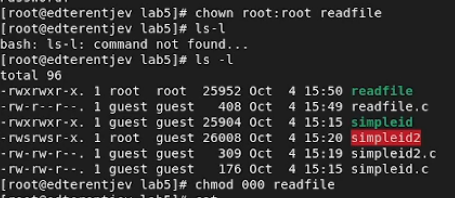 [root@edterentjev lab5]# chown root:root readfile
[root@edterentjev lab5]# ls-l
bash: ls-l: command not found...
[root@edterentjev lab5]# ls -l
total 96
-rwxrwxr-x. 1 root  root  25952 Oct  4 15:50 readfile
-rw-r--r--. 1 guest guest   408 Oct  4 15:49 readfile.c
-rwxrwxr-x. 1 guest guest 25904 Oct  4 15:15 simpleid
-rwsrwsr-x. 1 root  guest 26008 Oct  4 15:20 simpleid2
-rw-rw-r--. 1 guest guest   309 Oct  4 15:19 simpleid2.c
-rw-rw-r--. 1 guest guest   176 Oct  4 15:15 simpleid.c
[root@edterentjev lab5]# chmod 000 readfile